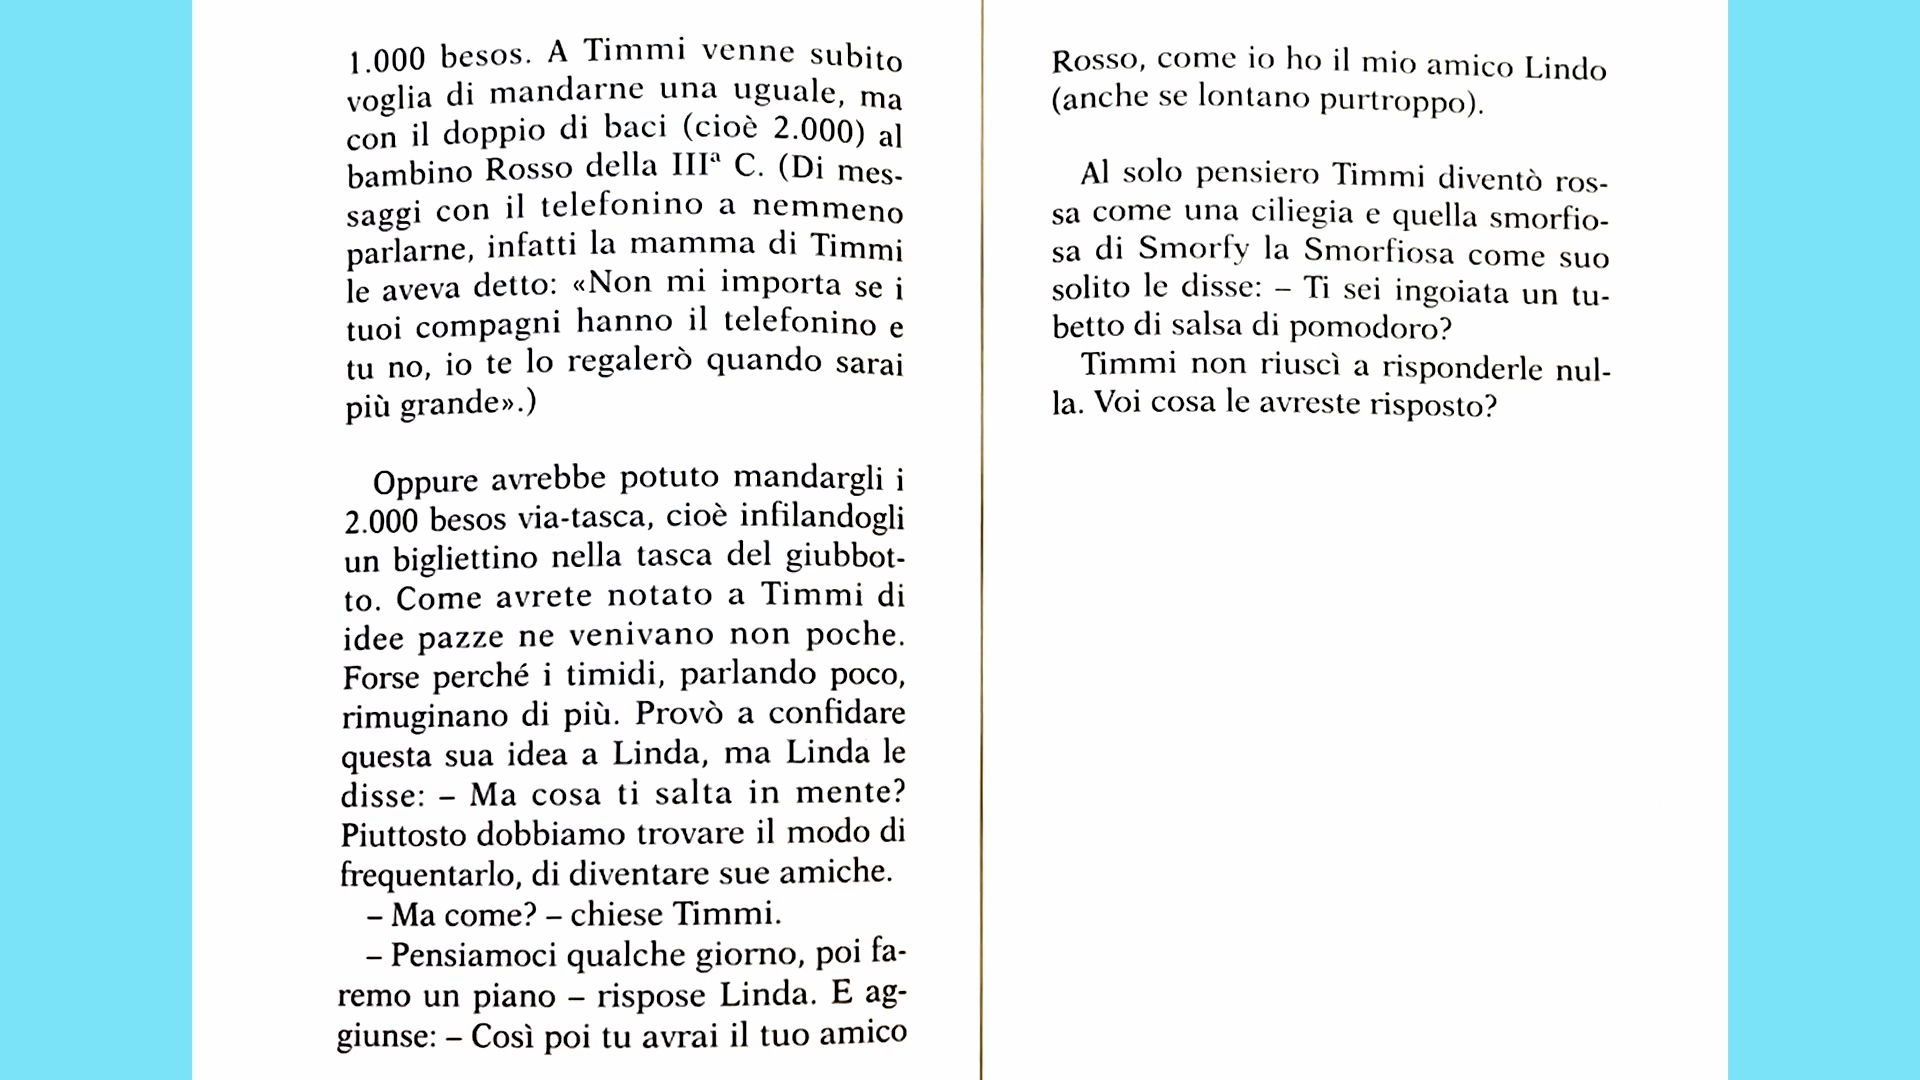 1.000 besos. A Timmi venne subito
voglia di mandarne una uguale, ma
con il doppio di baci (cioè 2.000) al
bambino Rosso della IIIª C. (Di mes-
saggi con il telefonino a nemmeno
parlarne, infatti la mamma di Timmi
le aveva detto: «Non mi importa se i
tuoi compagni hanno il telefonino e
tu no, io te lo regalerò quando sarai
più grande».)
Oppure avrebbe potuto mandargli i
2.000 besos via-tasca, cioè infilandogli
un bigliettino nella tasca del giubbot-
to. Come avrete notato a Timmi di
idee pazze ne venivano non poche.
Forse perché i timidi, parlando poco,
rimuginano di più. Provò a confidare
questa sua idea a Linda, ma Linda le
disse: – Ma cosa ti salta in mente?
Piuttosto dobbiamo trovare il modo di
frequentarlo, di diventare sue amiche.
– Ma come? – chiese Timmi.
– Pensiamoci qualche giorno, poi fa-
remo un piano – rispose Linda. E ag-
giunse: – Così poi tu avrai il tuo amico
Rosso, come io ho il mio amico Lindo
(anche se lontano purtroppo).
Al solo pensiero Timmi diventò ros-
sa come una ciliegia e quella smorfio-
sa di Smorfy la Smorfiosa come suo
solito le disse: – Ti sei ingoiata un tu-
betto di salsa di pomodoro?
Timmi non riuscì a risponderle nul-
la. Voi cosa le avreste risposto?